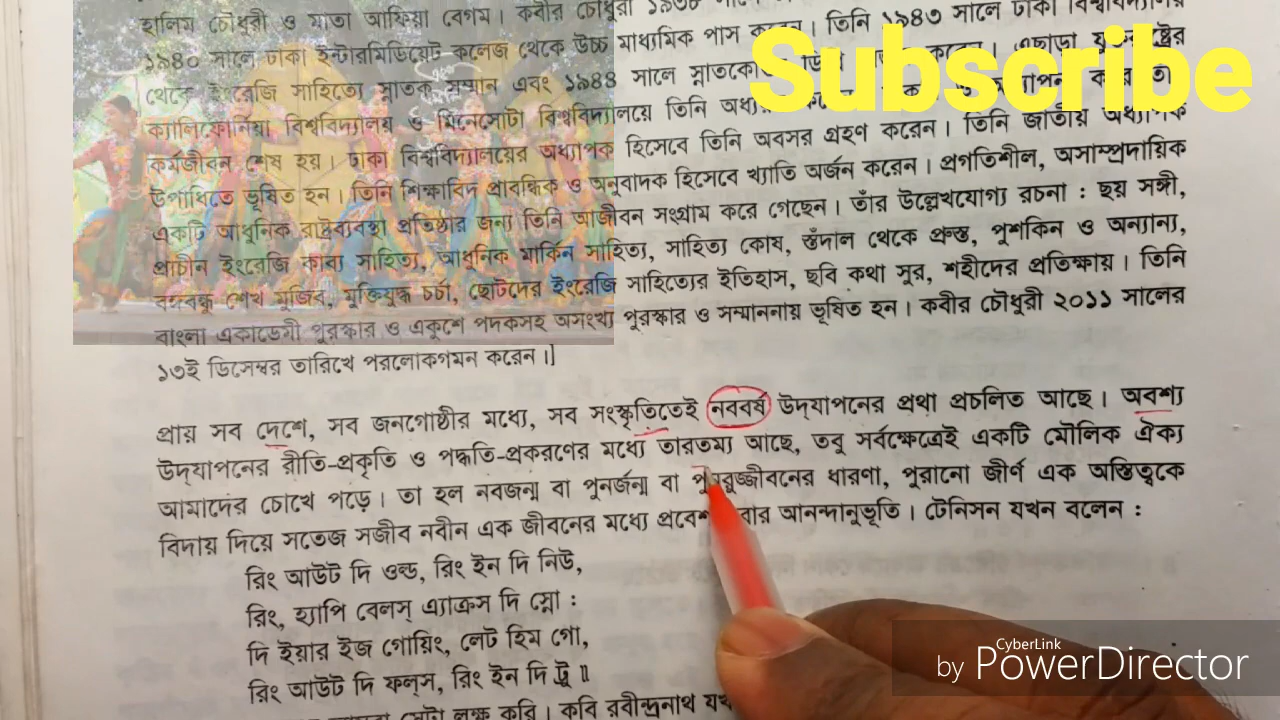 হালিম চৌধুরী ও মাতা আফিয়া বেগম। কবীর চৌধুরী ১৯৩৮ সালে
১৯৪০ সালে ঢাকা ইন্টারমিডিয়েট কলেজ থেকে উচ্চ মাধ্যমিক পাস করেন। তিনি ১৯৪৩ সালে ঢাকা বিশ্ববিদ্যালয়
থেকে ইংরেজি সাহিত্যে স্নাতক সম্মান এবং ১৯৪৪ সালে এছাড়া
Subscribe
ক্যালিফোর্নিয়া বিশ্ববিদ্যালয় ও মিনেসোটা বিশ্ববিদ্যালয়ে তিনি
কর্মজীবন শেষ হয়। ঢাকা বিশ্ববিদ্যালয়ের অধ্যাপক হিসেবে তিনি অবসর গ্রহণ করেন। তিনি জাতীয় অধ্যাপক
উপাধিতে ভূষিত হন। তিনি শিক্ষাবিদ প্রাবন্ধিক ও অনুবাদক হিসেবে খ্যাতি অর্জন করেন। প্রগতিশীল, অসাম্প্রদায়িক
একটি আধুনিক রাষ্ট্রব্যবস্থা প্রতিষ্ঠার জন্য তিনি আজীবন সংগ্রাম করে গেছেন। তাঁর উল্লেখযোগ্য রচনা : ছয় সঙ্গী,
প্রাচীন ইংরেজি কাব্য সাহিত্য, আধুনিক মার্কিন সাহিত্য, সাহিত্য কোষ, স্তঁদাল থেকে প্রুস্ত, পুশকিন ও অন্যান্য,
বঙ্গবন্ধু শেখ মুজিব, মুক্তিযুদ্ধ চর্চা, ছোটদের ইংরেজি সাহিত্যের ইতিহাস, ছবি কথা সুর, শহীদের প্রতিক্ষায়। তিনি
বাংলা একাডেমী পুরস্কার ও একুশে পদকসহ অসংখ্য পুরস্কার ও সম্মাননায় ভূষিত হন। কবীর চৌধুরী ২০১১ সালের
১৩ই ডিসেম্বর তারিখে পরলোকগমন করেন।]
প্রায় সব দেশে, সব জনগোষ্ঠীর মধ্যে, সব সংস্কৃতিতেই নববর্ষ উদ্‌যাপনের প্রথা প্রচলিত আছে। অবশ্য
উদ্‌যাপনের রীতি-প্রকৃতি ও পদ্ধতি-প্রকরণের মধ্যে তারতম্য আছে, তবু সর্বক্ষেত্রেই একটি মৌলিক ঐক্য
আমাদের চোখে পড়ে। তা হল নবজন্ম বা পুনর্জন্ম বা পুনরুজ্জীবনের ধারণা, পুরানো জীর্ণ এক অস্তিত্বকে
বিদায় দিয়ে সতেজ সজীব নবীন এক জীবনের মধ্যে প্রবেশ আনন্দানুভূতি। টেনিসন যখন বলেন :
রিং আউট দি ওল্ড, রিং ইন দি নিউ,
রিং, হ্যাপি বেলস্ এ্যাক্রস দি স্নো :
দি ইয়ার ইজ গোয়িং, লেট হিম গো,
রিং আউট দি ফল্‌স, রিং ইন দি ট্রু ॥
সেটা লক্ষ করি। কবি রবীন্দ্রনাথ
CyberLink
by PowerDirector